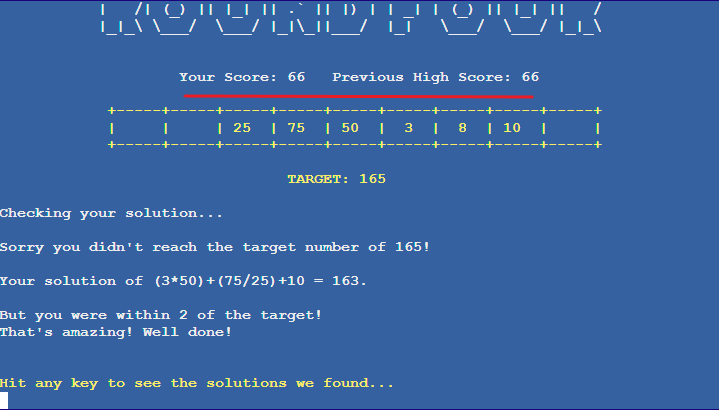 Your Score: 66   Previous High Score: 66
+-----+-----+-----+-----+-----+-----+-----+-----+-----+
|     |     | 25  | 75  | 50  |  3  |  8  | 10  |     |
+-----+-----+-----+-----+-----+-----+-----+-----+-----+
TARGET: 165
Checking your solution...
Sorry you didn't reach the target number of 165!
Your solution of (3*50)+(75/25)+10 = 163.
But you were within 2 of the target!
That's amazing! Well done!
Hit any key to see the solutions we found...